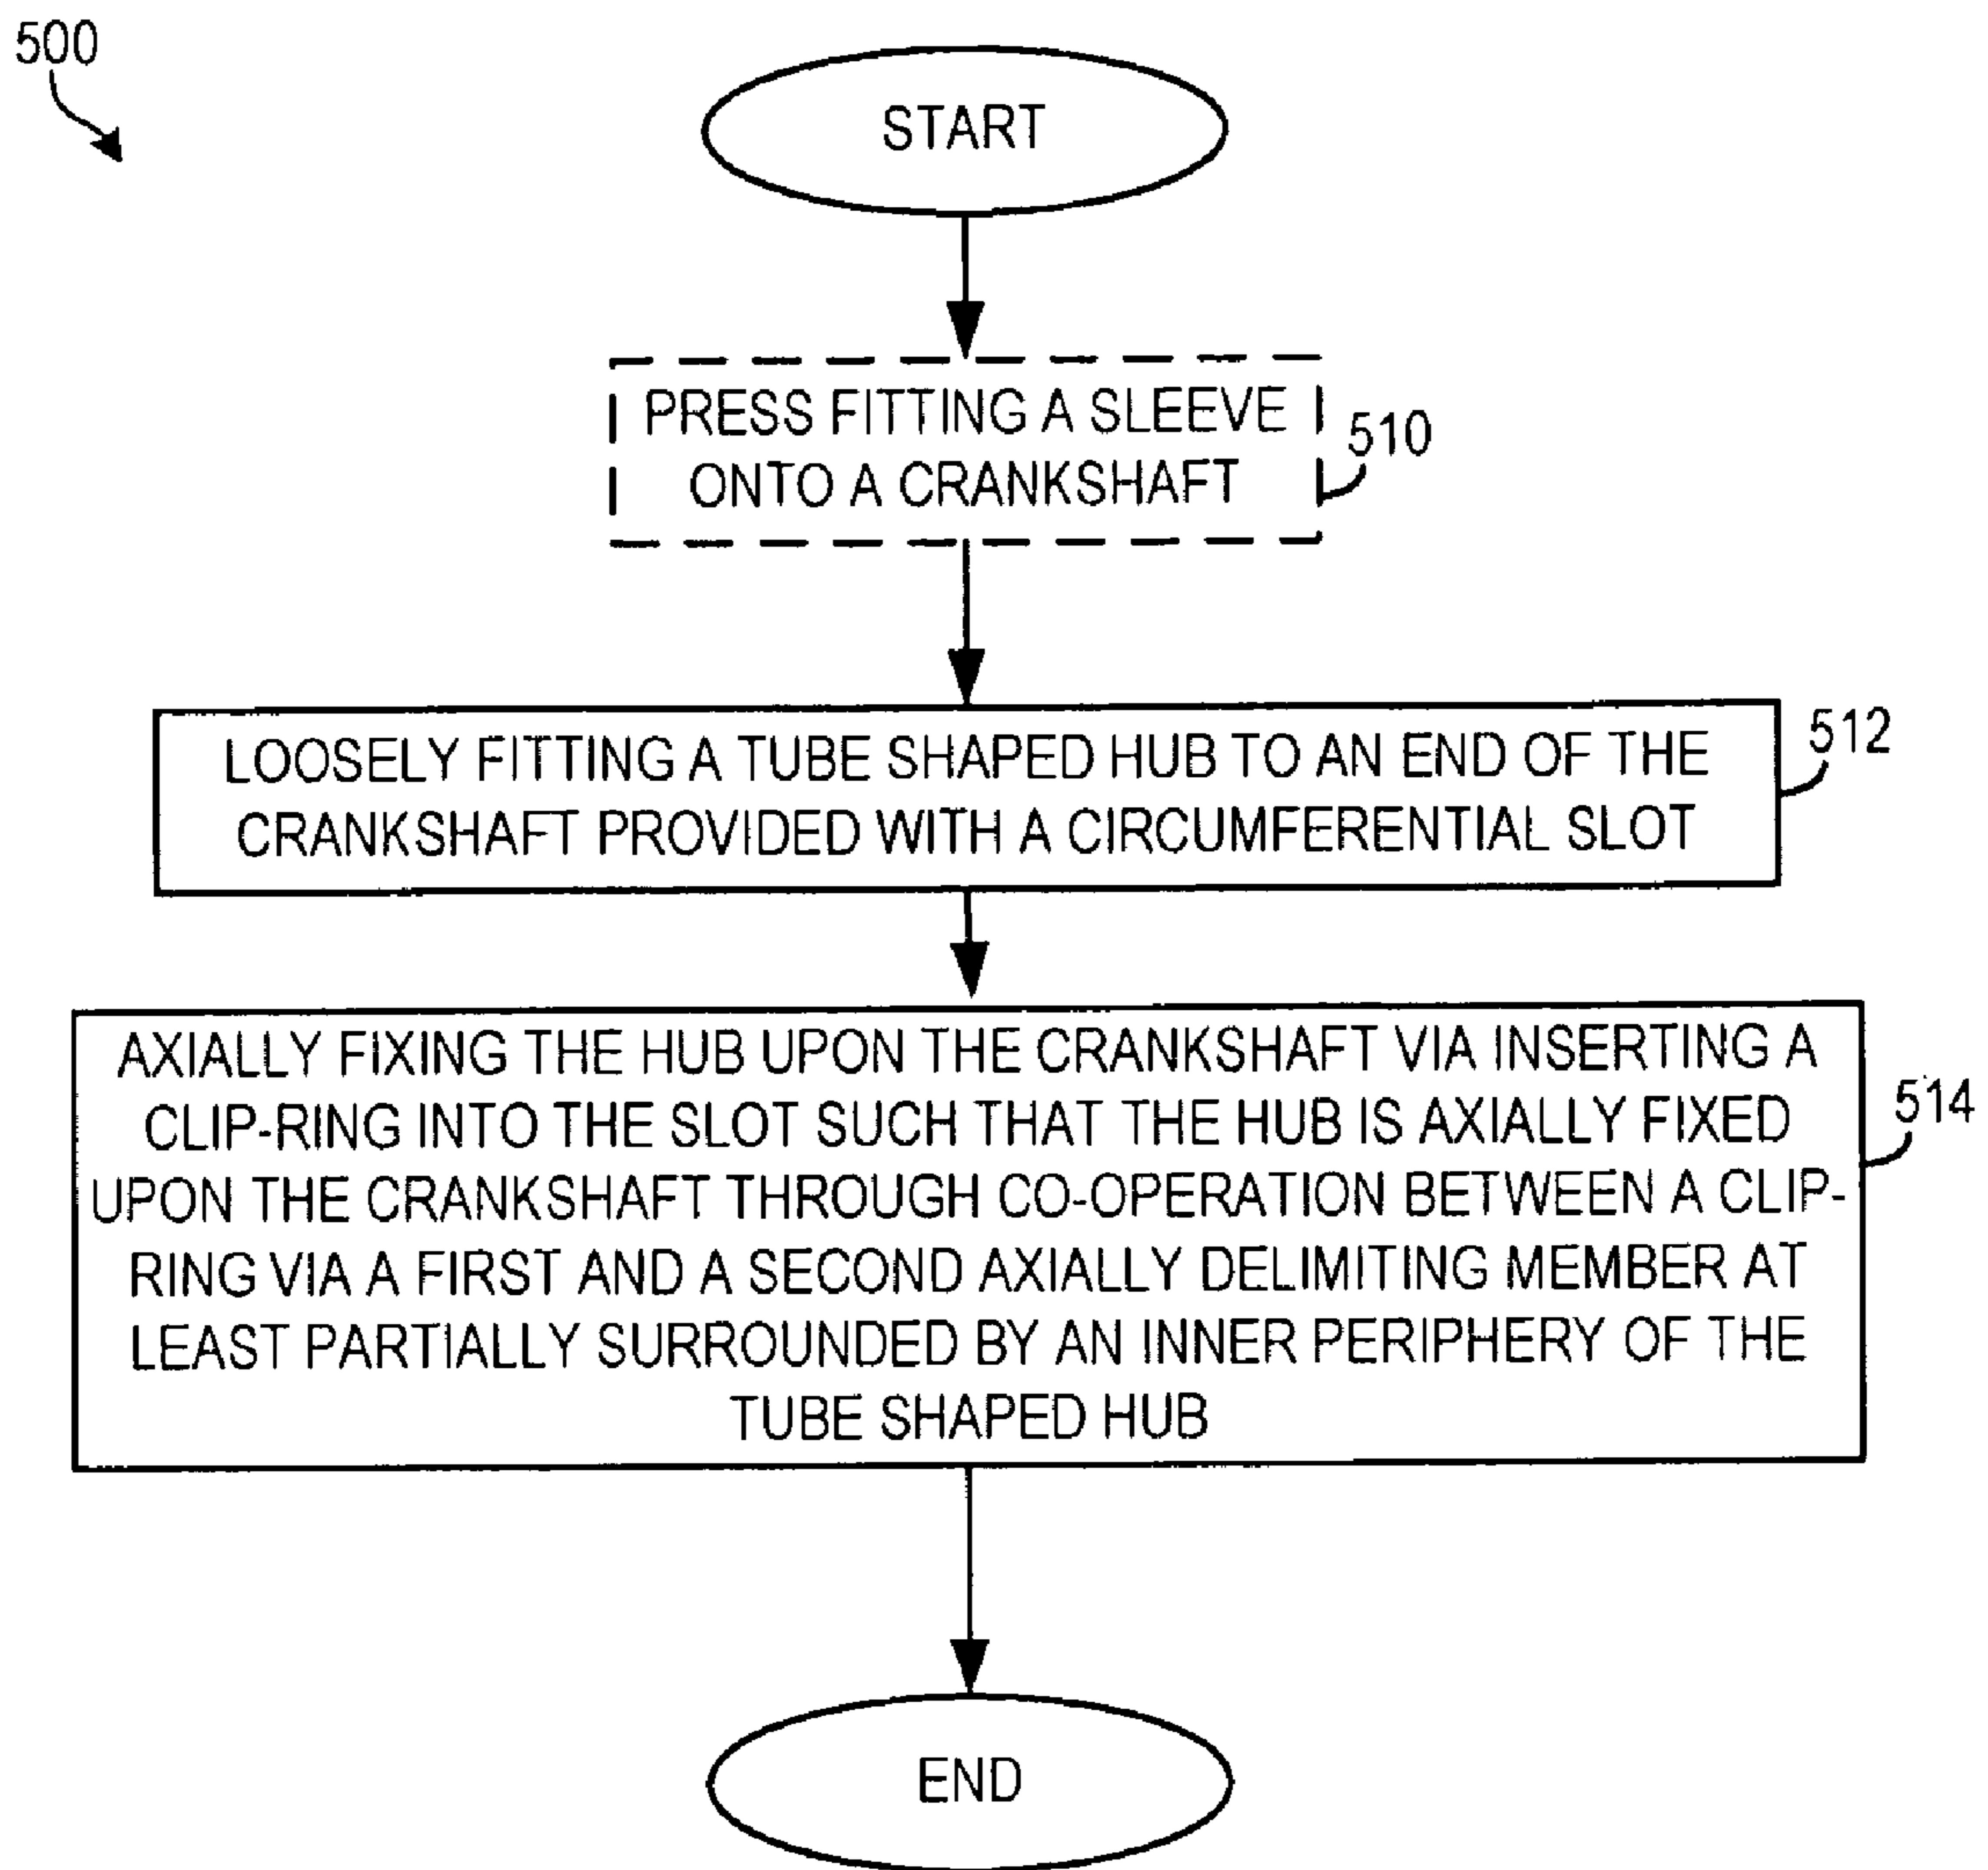 500
START
PRESS FITTING A SLEEVE
ONTO A CRANKSHAFT
510
LOOSELY FITTING A TUBE SHAPED HUB TO AN END OF THE
CRANKSHAFT PROVIDED WITH A CIRCUMFERENTIAL SLOT
512
AXIALLY FIXING THE HUB UPON THE CRANKSHAFT VIA INSERTING A
CLIP-RING INTO THE SLOT SUCH THAT THE HUB IS AXIALLY FIXED
UPON THE CRANKSHAFT THROUGH CO-OPERATION BETWEEN A CLIP-
RING VIA A FIRST AND A SECOND AXIALLY DELIMITING MEMBER AT
LEAST PARTIALLY SURROUNDED BY AN INNER PERIPHERY OF THE
TUBE SHAPED HUB
514
END